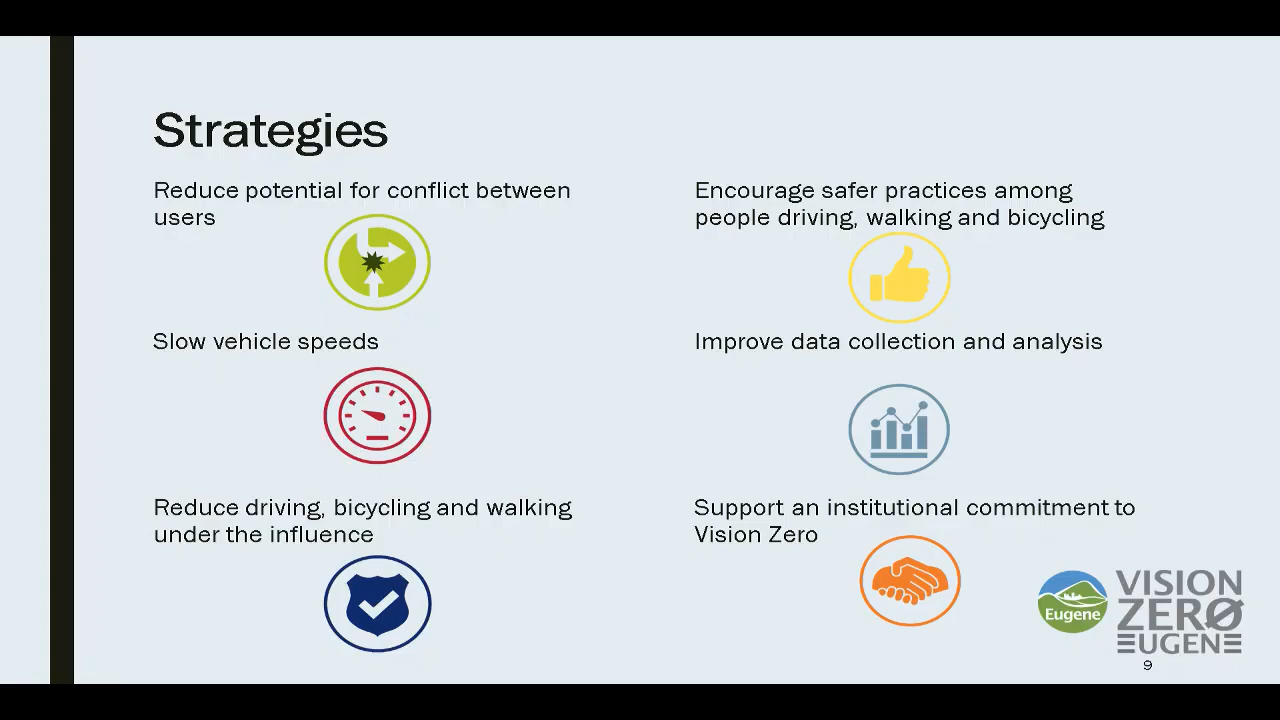 Strategies
Reduce potential for conflict between
users
Slow vehicle speeds
Reduce driving, bicycling and walking
under the influence
Encourage safer practices among
people driving, walking and bicycling
Improve data collection and analysis
Support an institutional commitment to
Vision Zero
Eugene
VISION
ZERØ
EUGENE
9